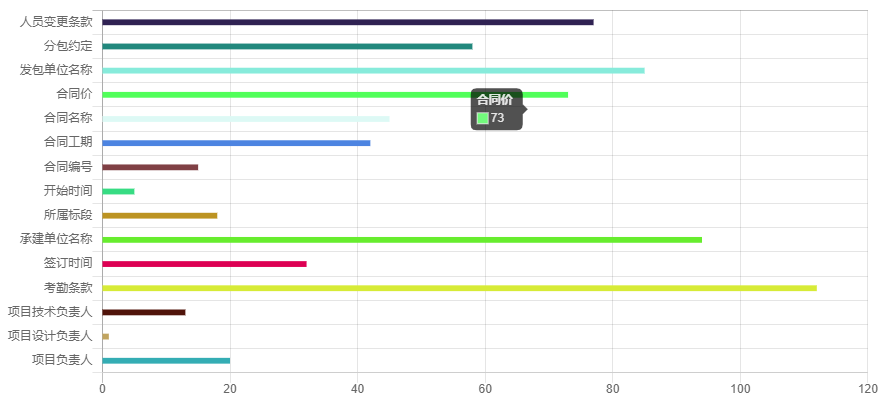 人员变更条款
分包约定
发包单位名称
合同价
合同价
73
合同名称
合同工期
合同编号
开始时间
所属标段
承建单位名称
签订时间
考勤条款
项目技术负责人
项目设计负责人
项目负责人
0 20 40 60 80 100 120